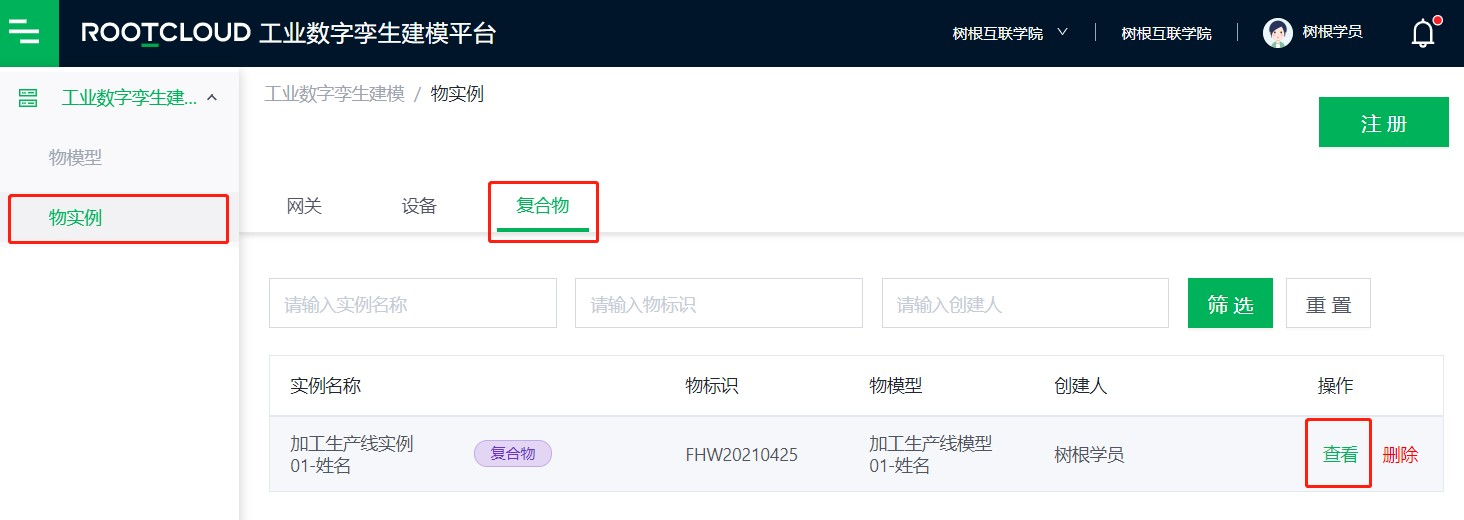 ROOTCLOUD 工业数字孪生建模平台
树根互联学院
树根互联学院
树根学员
工业数字孪生建...
物模型
物实例
工业数字孪生建模 / 物实例
注 册
网关
设备
复合物
请输入实例名称
请输入物标识
请输入创建人
筛 选
重 置
实例名称
物标识
物模型
创建人
操作
加工生产线实例
01-姓名
复合物
FHW20210425
加工生产线模型
01-姓名
树根学员
查看
删除